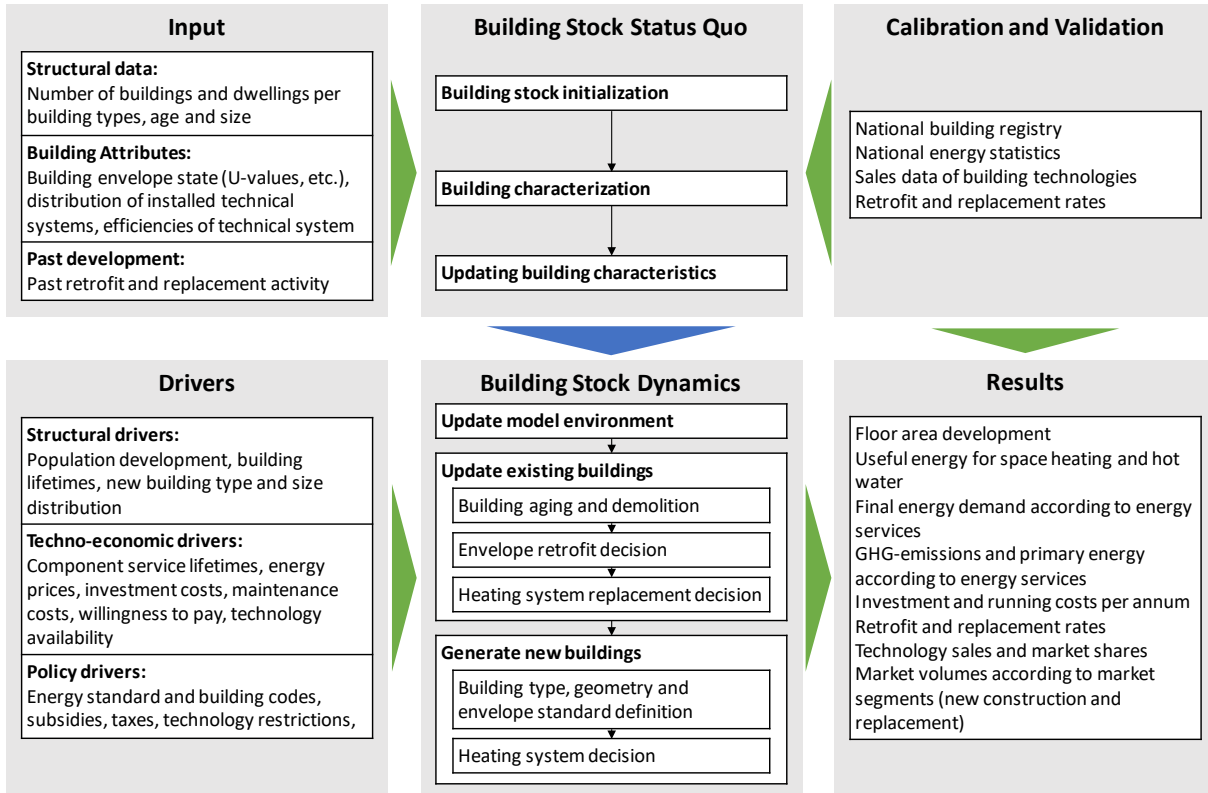 Input
Structural data:
Number of buildings and dwellings per
building types, age and size
Building Attributes:
Building envelope state (U-values, etc.),
distribution of installed technical
systems, efficiencies of technical system
Past development:
Past retrofit and replacement activity
Building Stock Status Quo
Building stock initialization
Building characterization
Updating building characteristics
Calibration and Validation
National building registry
National energy statistics
Sales data of building technologies
Retrofit and replacement rates
Drivers
Structural drivers:
Population development, building
lifetimes, new building type and size
distribution
Techno-economic drivers:
Component service lifetimes, energy
prices, investment costs, maintenance
costs, willingness to pay, technology
availability
Policy drivers:
Energy standard and building codes,
subsidies, taxes, technology restrictions,
Building Stock Dynamics
Update model environment
Update existing buildings
Building aging and demolition
Envelope retrofit decision
Heating system replacement decision
Generate new buildings
Building type, geometry and
envelope standard definition
Heating system decision
Results
Floor area development
Useful energy for space heating and hot
water
Final energy demand according to energy
services
GHG-emissions and primary energy
according to energy services
Investment and running costs per annum
Retrofit and replacement rates
Technology sales and market shares
Market volumes according to market
segments (new construction and
replacement)